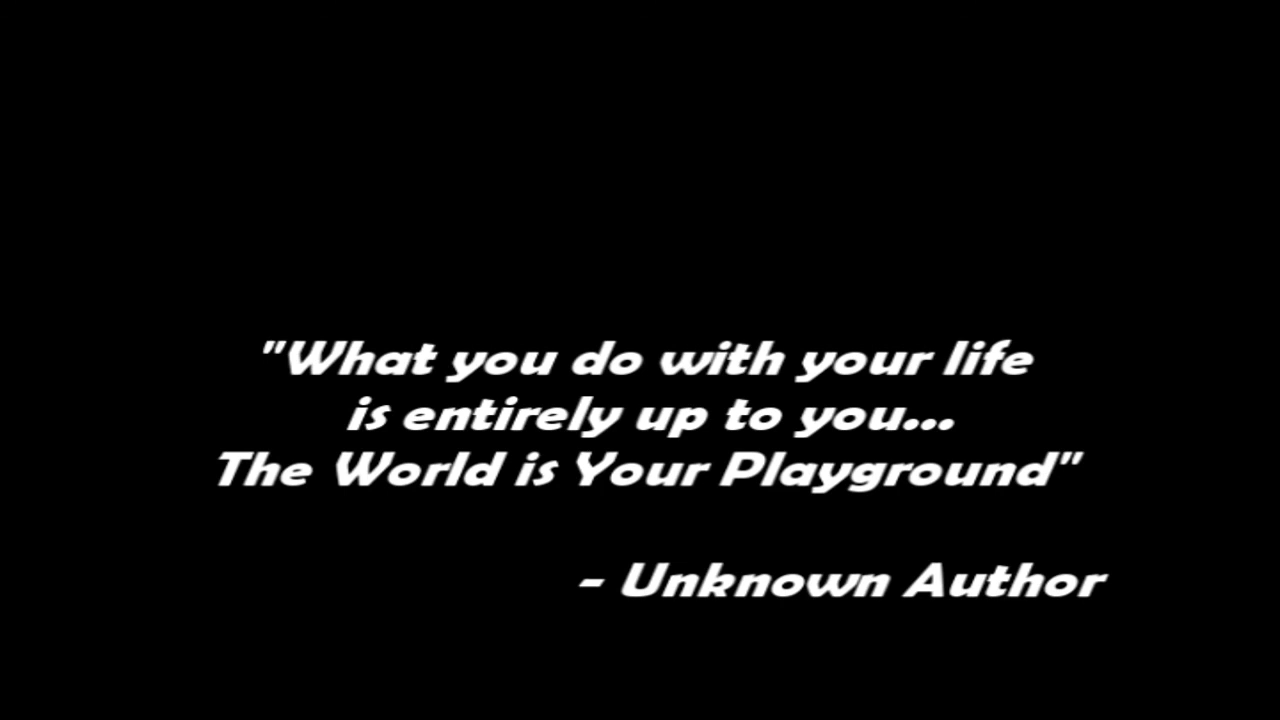 "What you do with your life
is entirely up to you...
The World is Your Playground"
- Unknown Author